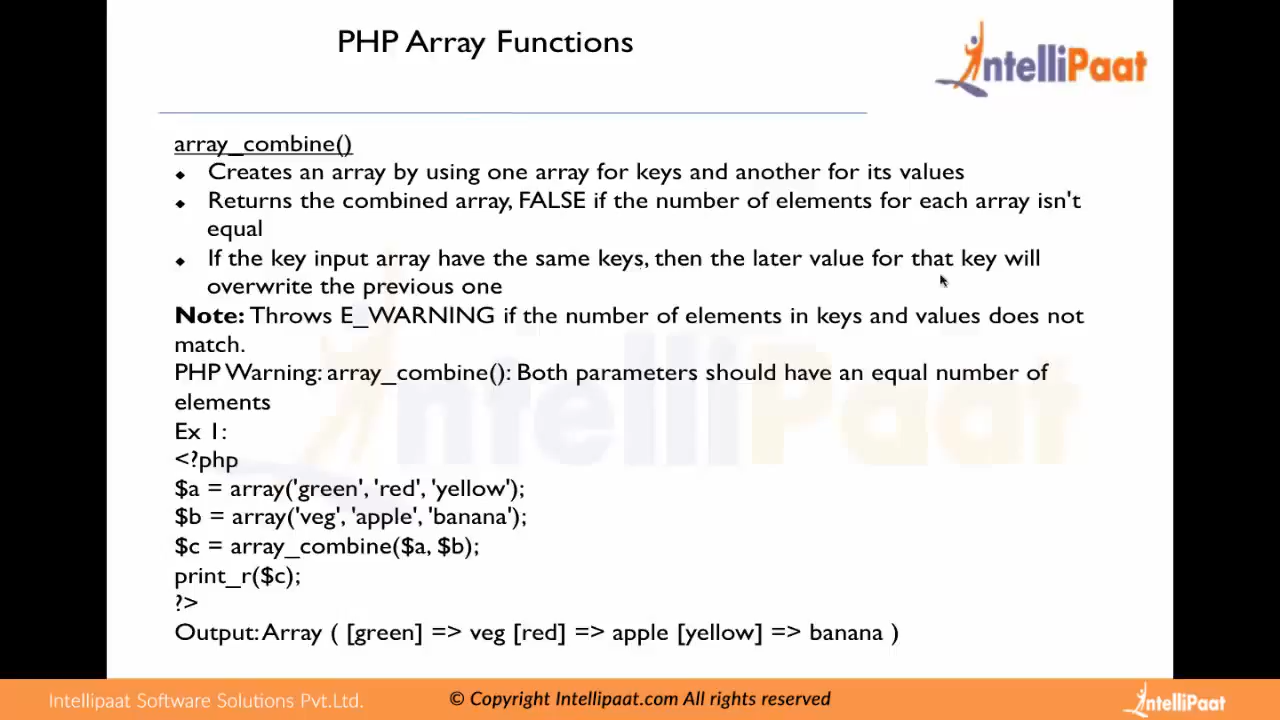 PHP Array Functions
IntelliPaat
array_combine()
Creates an array by using one array for keys and another for its values
Returns the combined array, FALSE if the number of elements for each array isn't
equal
If the key input array have the same keys, then the later value for that key will
overwrite the previous one
Note: Throws E_WARNING if the number of elements in keys and values does not
match.
PHP Warning: array_combine(): Both parameters should have an equal number of
elements
Ex 1:
<?php
$a = array('green', 'red', 'yellow');
$b = array('veg', 'apple', 'banana');
$c = array_combine($a, $b);
print_r($c);
?>
Output: Array ( [green] => veg [red] => apple [yellow] => banana )
IntelliPaat
Intellipaat Software Solutions Pvt.Ltd.
© Copyright Intellipaat.com All rights reserved
IntelliPaat